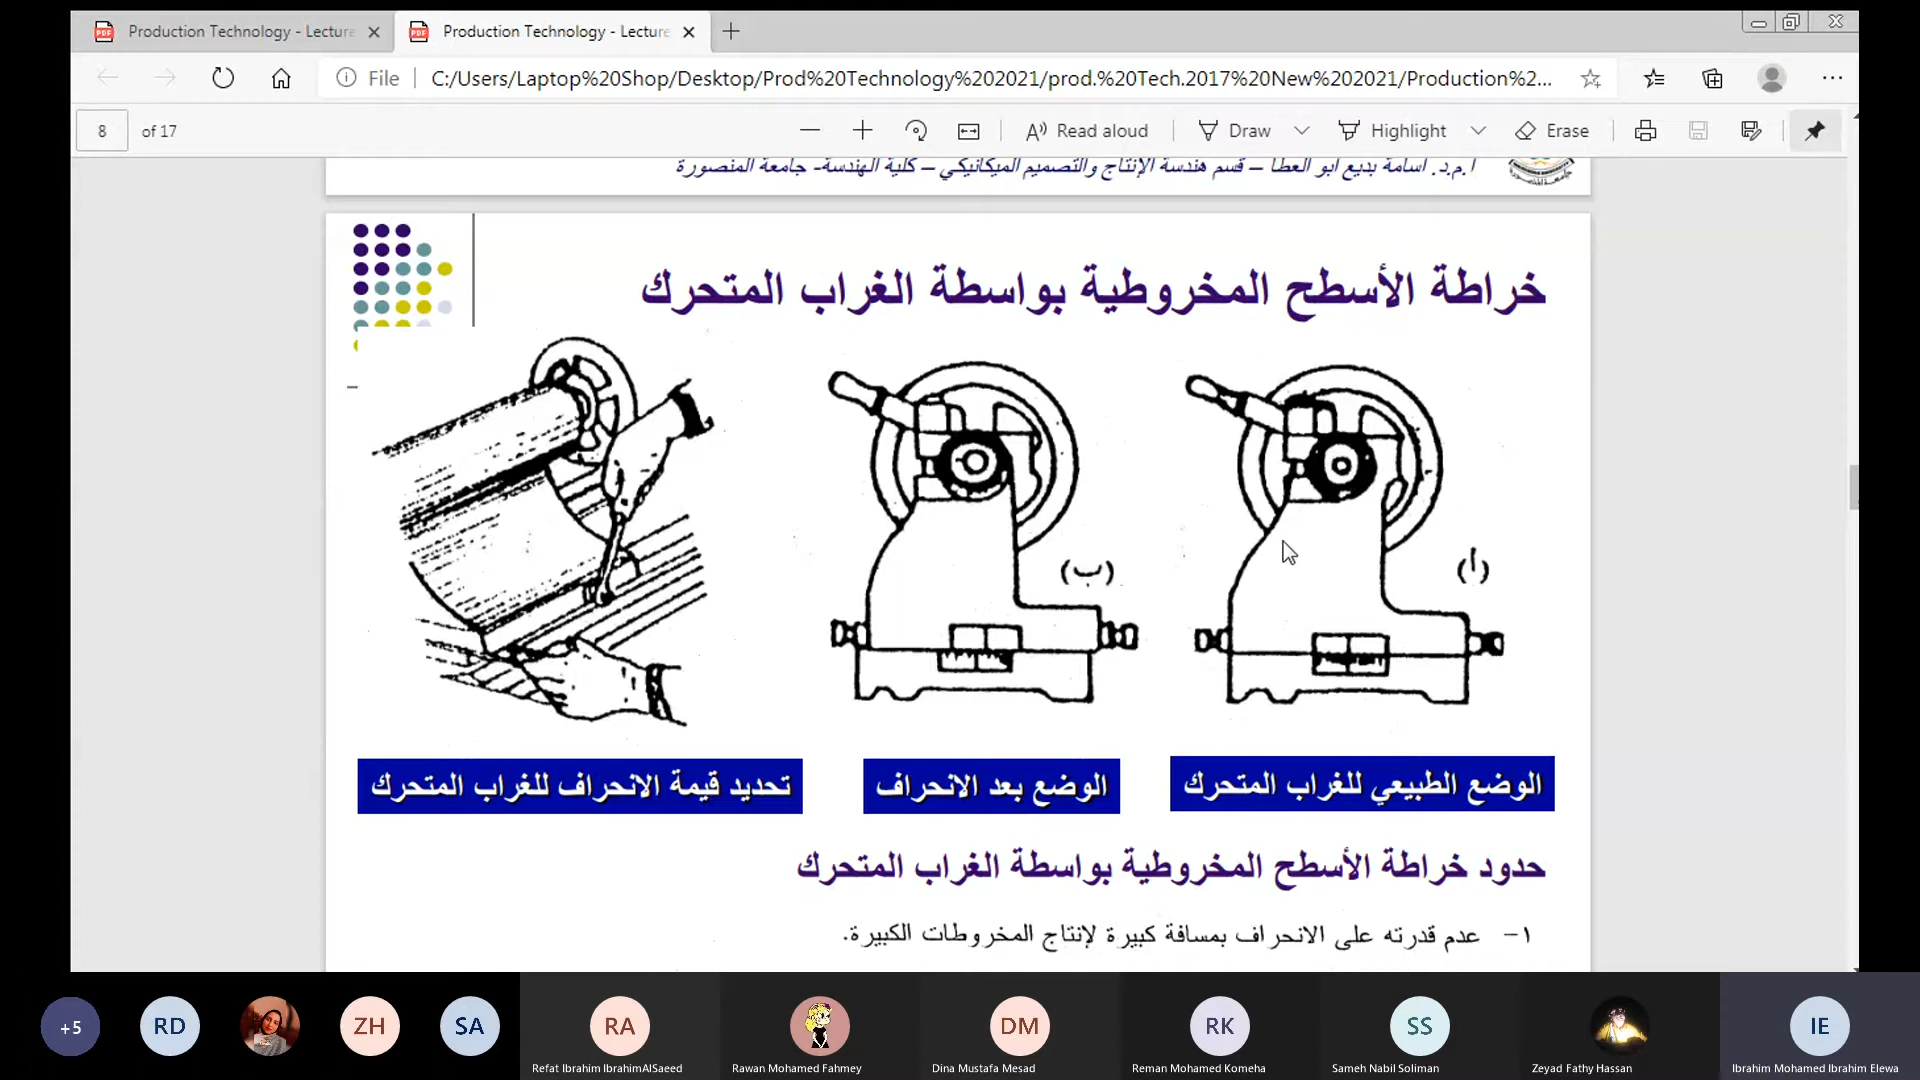 Production Technology - Lecture
Production Technology - Lecture
File
C:/Users/Laptop%20Shop/Desktop/Prod%20Technology%202021/prod.%20Tech.2017%20New%202021/Production%2...
8 of 17
Read aloud
Draw
Highlight
Erase
ا.م.د. اسامة بديع ابو العطا – قسم هندسة الإنتاج والتصميم الميكانيكي – كلية الهندسة- جامعة المنصورة
خراطة الأسطح المخروطية بواسطة الغراب المتحرك
(أ)
(ب)
الوضع الطبيعي للغراب المتحرك
الوضع بعد الانحراف
تحديد قيمة الانحراف للغراب المتحرك
حدود خراطة الأسطح المخروطية بواسطة الغراب المتحرك
١- عدم قدرته على الانحراف بمسافة كبيرة لإنتاج المخروطات الكبيرة.
+5
RD
ZH
SA
RA
DM
RK
SS
IE
Refat Ibrahim IbrahimAlSaeed
Rawan Mohamed Fahmey
Dina Mustafa Mesad
Reman Mohamed Komeha
Sameh Nabil Soliman
Zeyad Fathy Hassan
Ibrahim Mohamed Ibrahim Elewa